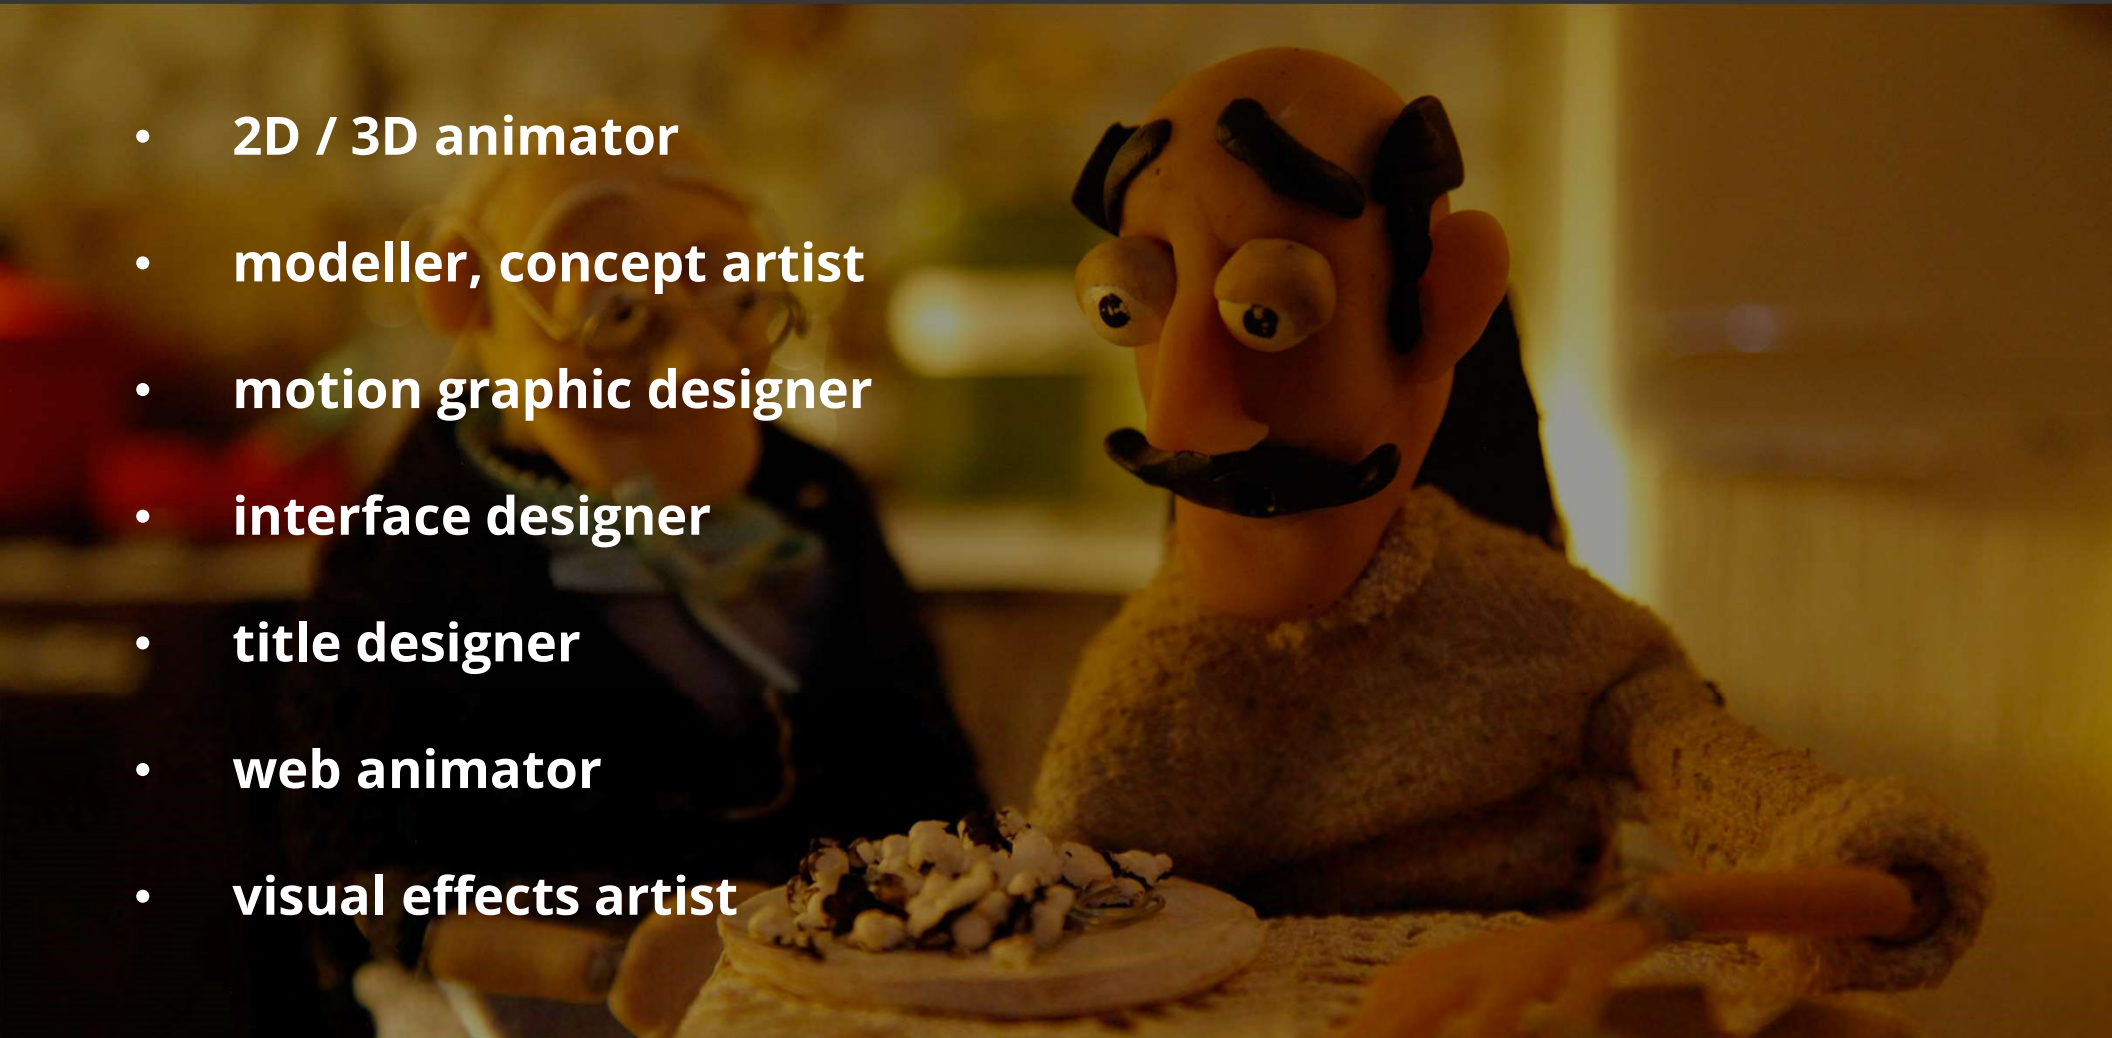 • 2D / 3D animator
• modeller, concept artist
• motion graphic designer
• interface designer
• title designer
• web animator
• visual effects artist